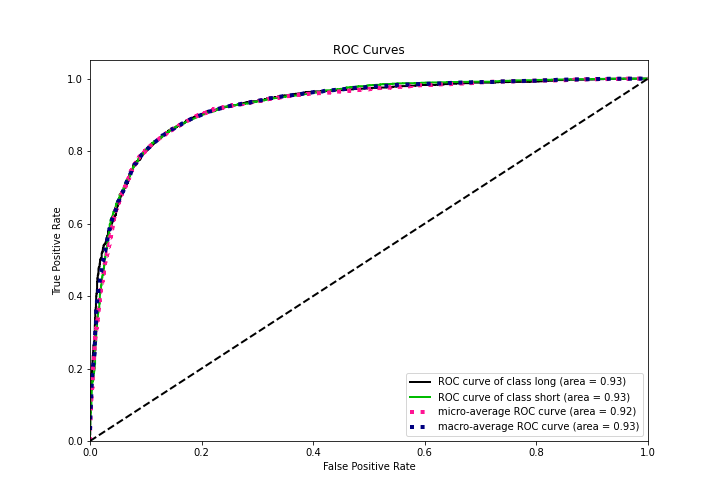 ROC Curves
True Positive Rate
1.0
0.8
0.6
0.4
0.2
0.0
0.0 0.2 0.4 0.6 0.8 1.0
False Positive Rate
ROC curve of class long (area = 0.93)
ROC curve of class short (area = 0.93)
micro-average ROC curve (area = 0.92)
macro-average ROC curve (area = 0.93)